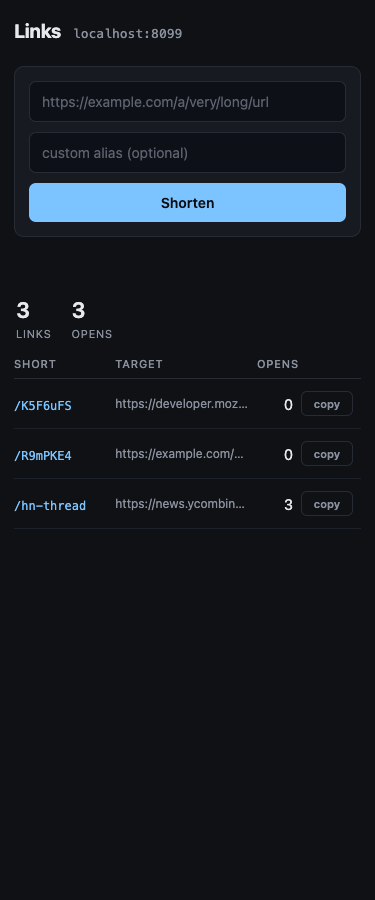 Links localhost:8099
https://example.com/a/very/long/url
custom alias (optional)
Shorten
3 3
LINKS OPENS
SHORT TARGET OPENS
/K5F6uFS https://developer.moz… 0 copy
/R9mPKE4 https://example.com/… 0 copy
/hn-thread https://news.ycombin… 3 copy